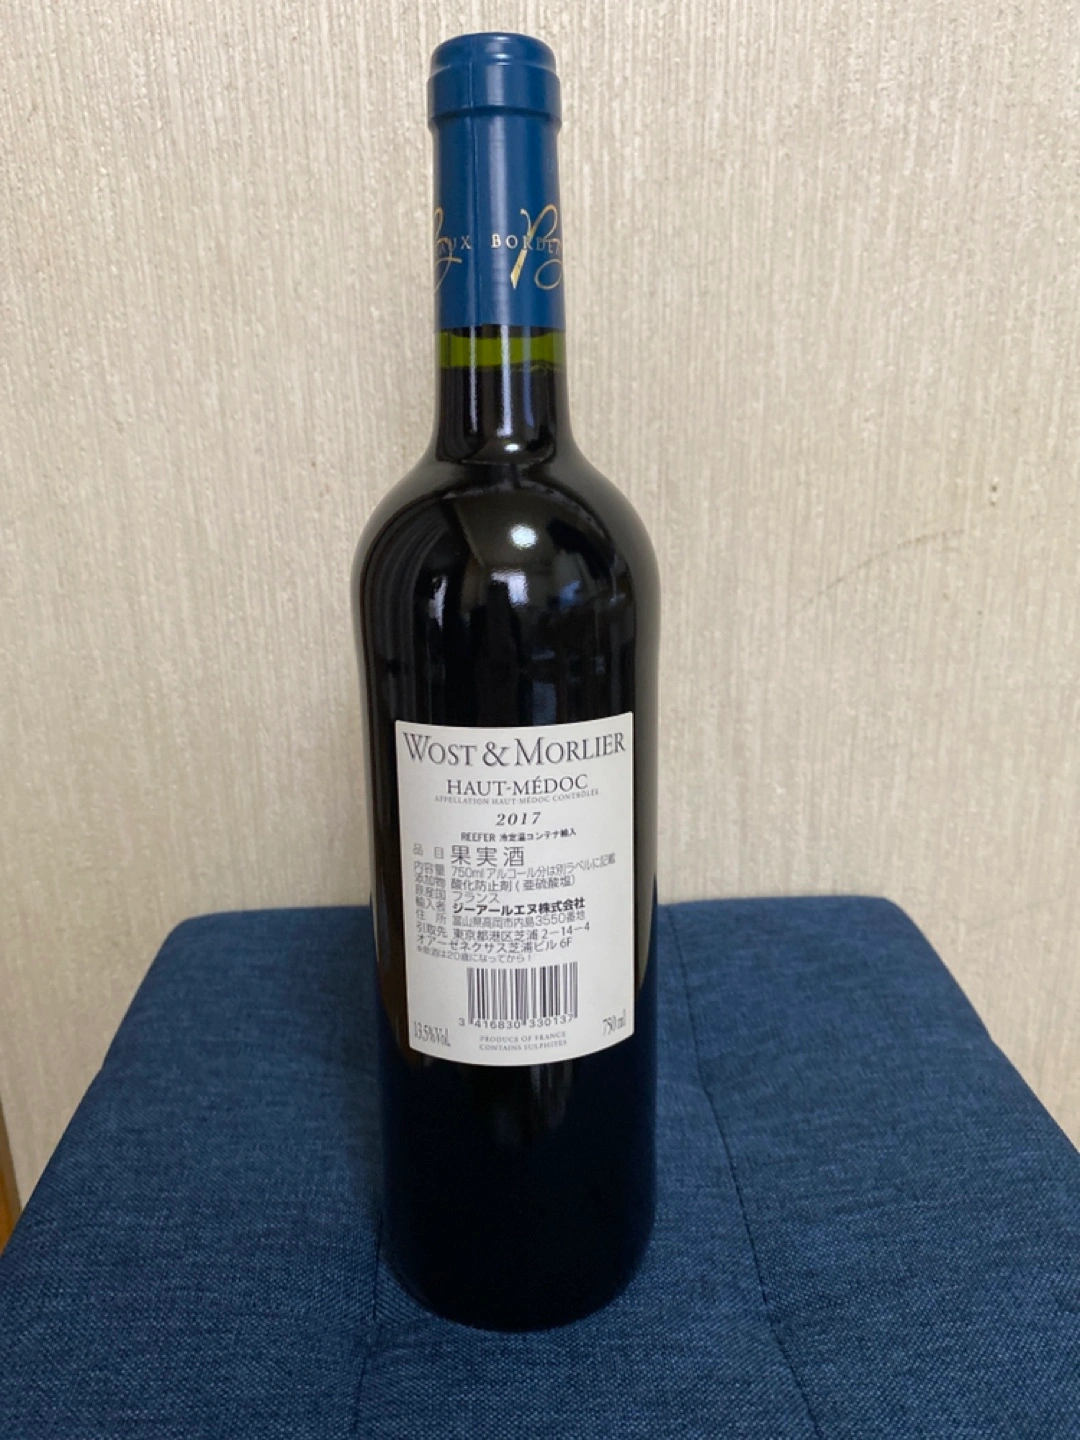 AUX BORDEA
WOST & MORLIER
HAUT-MÉDOC
APPELLATION HAUT-MÉDOC CONTRÔLÉE
2017
REEFER 冷定温コンテナ輸入
品目 果実酒
内容量 750ml アルコール分は別ラベルに記載
添加物 酸化防止剤(亜硫酸塩)
原産国 フランス
輸入者 ジーアールエヌ株式会社
住所 富山県高岡市内島3550番地
引取先 東京都港区芝浦2-14-4
オアーゼネクサス芝浦ビル6F
※飲酒は20歳になってから!
3 416830 330137
13,5%Vol. 750 ml
PRODUCE OF FRANCE
CONTAINS SULPHITES